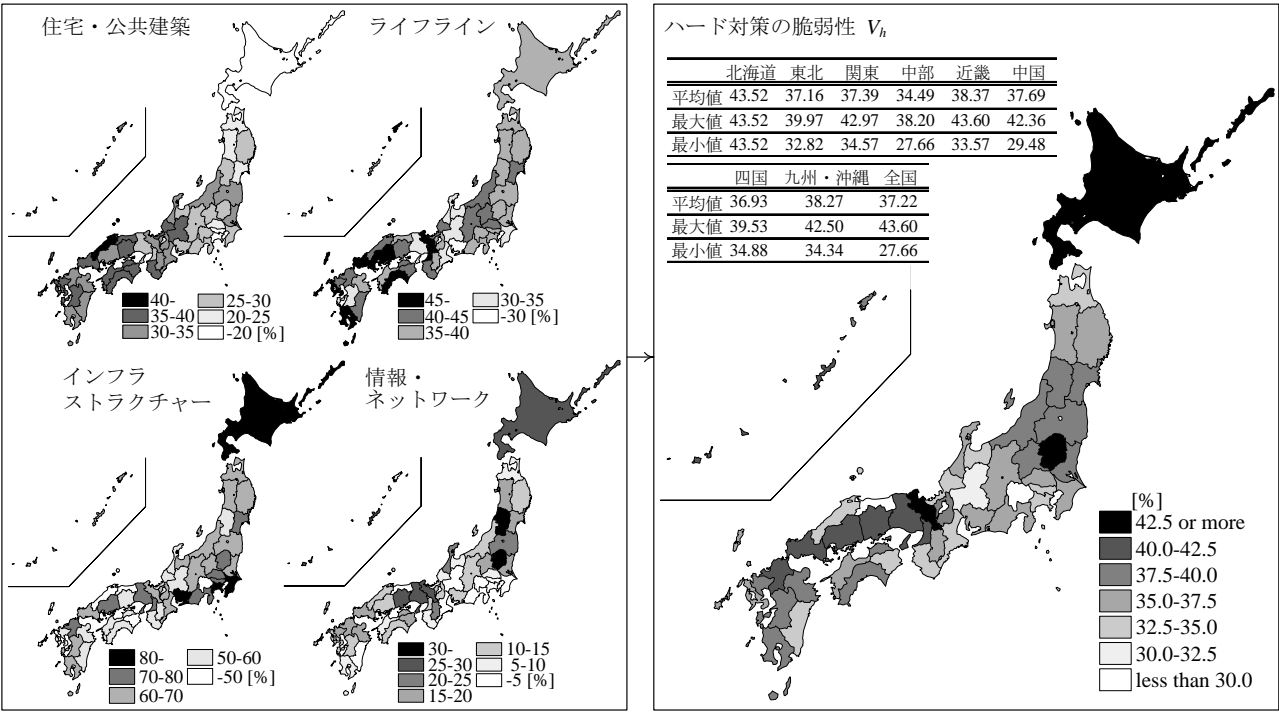 住宅・公共建築
40-
35-40
30-35
25-30
20-25
-20 [%]
ライフライン
45-
40-45
35-40
30-35
-30 [%]
インフラ
ストラクチャー
80-
70-80
60-70
50-60
-50 [%]
情報・
ネットワーク
30-
25-30
20-25
15-20
10-15
5-10
-5 [%]
ハード対策の脆弱性 Vh
北海道 東北 関東 中部 近畿 中国
平均値 43.52 37.16 37.39 34.49 38.37 37.69
最大値 43.52 39.97 42.97 38.20 43.60 42.36
最小値 43.52 32.82 34.57 27.66 33.57 29.48
四国 九州・沖縄 全国
平均値 36.93 38.27 37.22
最大値 39.53 42.50 43.60
最小値 34.88 34.34 27.66
[%]
42.5 or more
40.0-42.5
37.5-40.0
35.0-37.5
32.5-35.0
30.0-32.5
less than 30.0